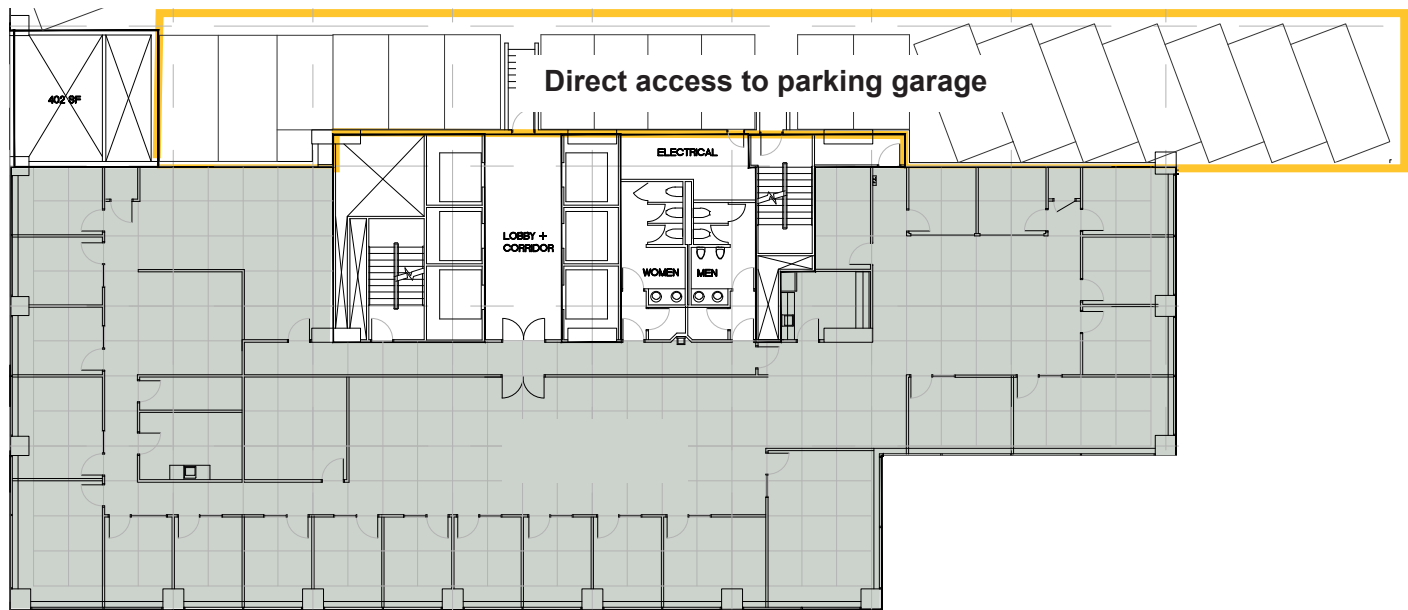 Direct access to parking garage
402 SF
ELECTRICAL
LOBBY +
CORRIDOR
WOMEN
MEN